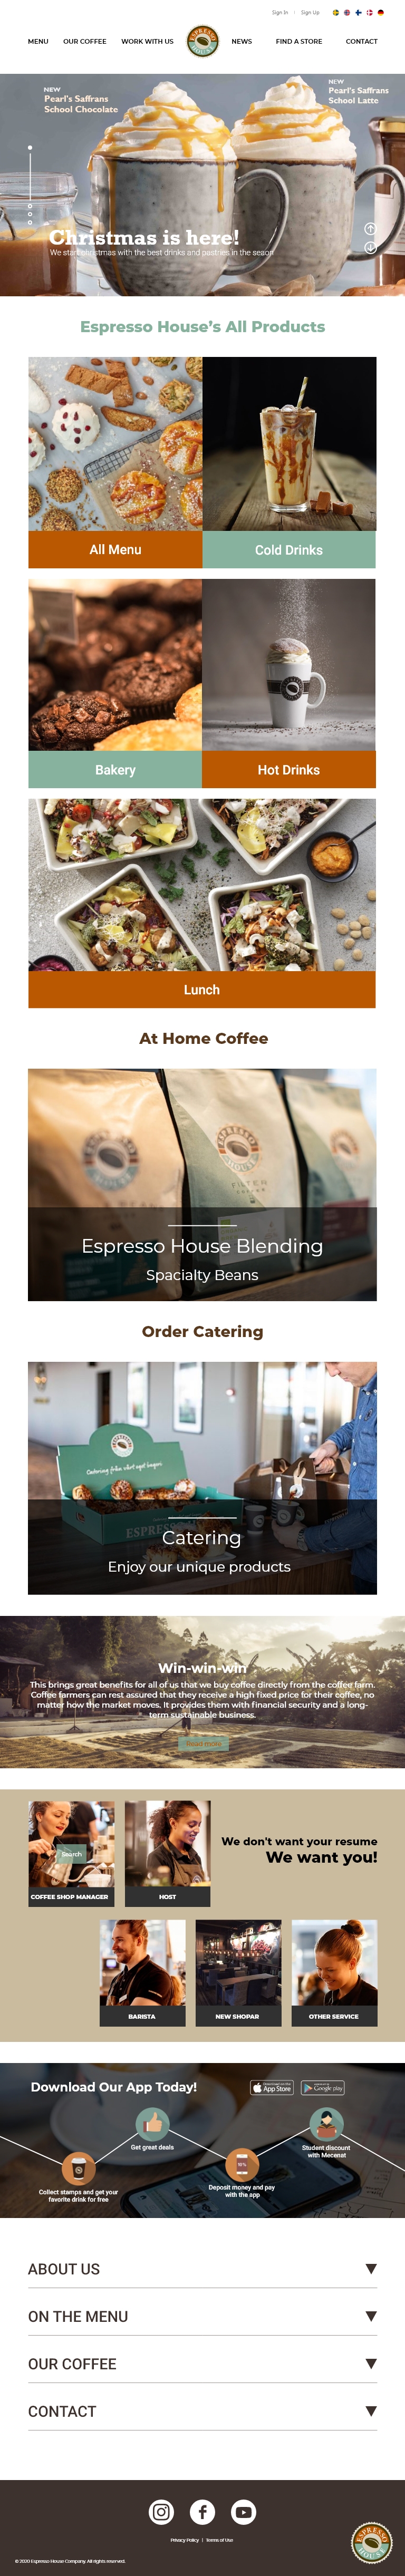 Sign In | Sign Up
MENU OUR COFFEE WORK WITH US ESPRESSO HOUSE NEWS FIND A STORE CONTACT
NEW
Pearl's Saffrans
School Chocolate
NEW
Pearl's Saffrans
School Latte
Christmas is here!
We start christmas with the best drinks and pastries in the season
Espresso House's All Products
All Menu
Cold Drinks
Bakery
Hot Drinks
Lunch
At Home Coffee
ESPRESSO HOUSE
Espresso House Blending
Spacialty Beans
Order Catering
ESPRESSO
Catering
Enjoy our unique products
Win-win-win
This brings great benefits for all of us that we buy coffee directly from the coffee farm.
Coffee farmers can rest assured that they receive a high fixed price for their coffee, no
matter how the market moves. It provides them with financial security and a long-
term sustainable business.
Read more
We don't want your resume
We want you!
Search
COFFEE SHOP MANAGER
HOST
BARISTA
NEW SHOPAR
OTHER SERVICE
Download Our App Today!
App Store
Google play
Get great deals
Student discount
with Mecenat
Collect stamps and get your
favorite drink for free
Deposit money and pay
with the app
ABOUT US
ON THE MENU
OUR COFFEE
CONTACT
Privacy Policy | Terms of Use
ESPRESSO HOUSE
© 2020 Espresso House Company. All rights reserved.